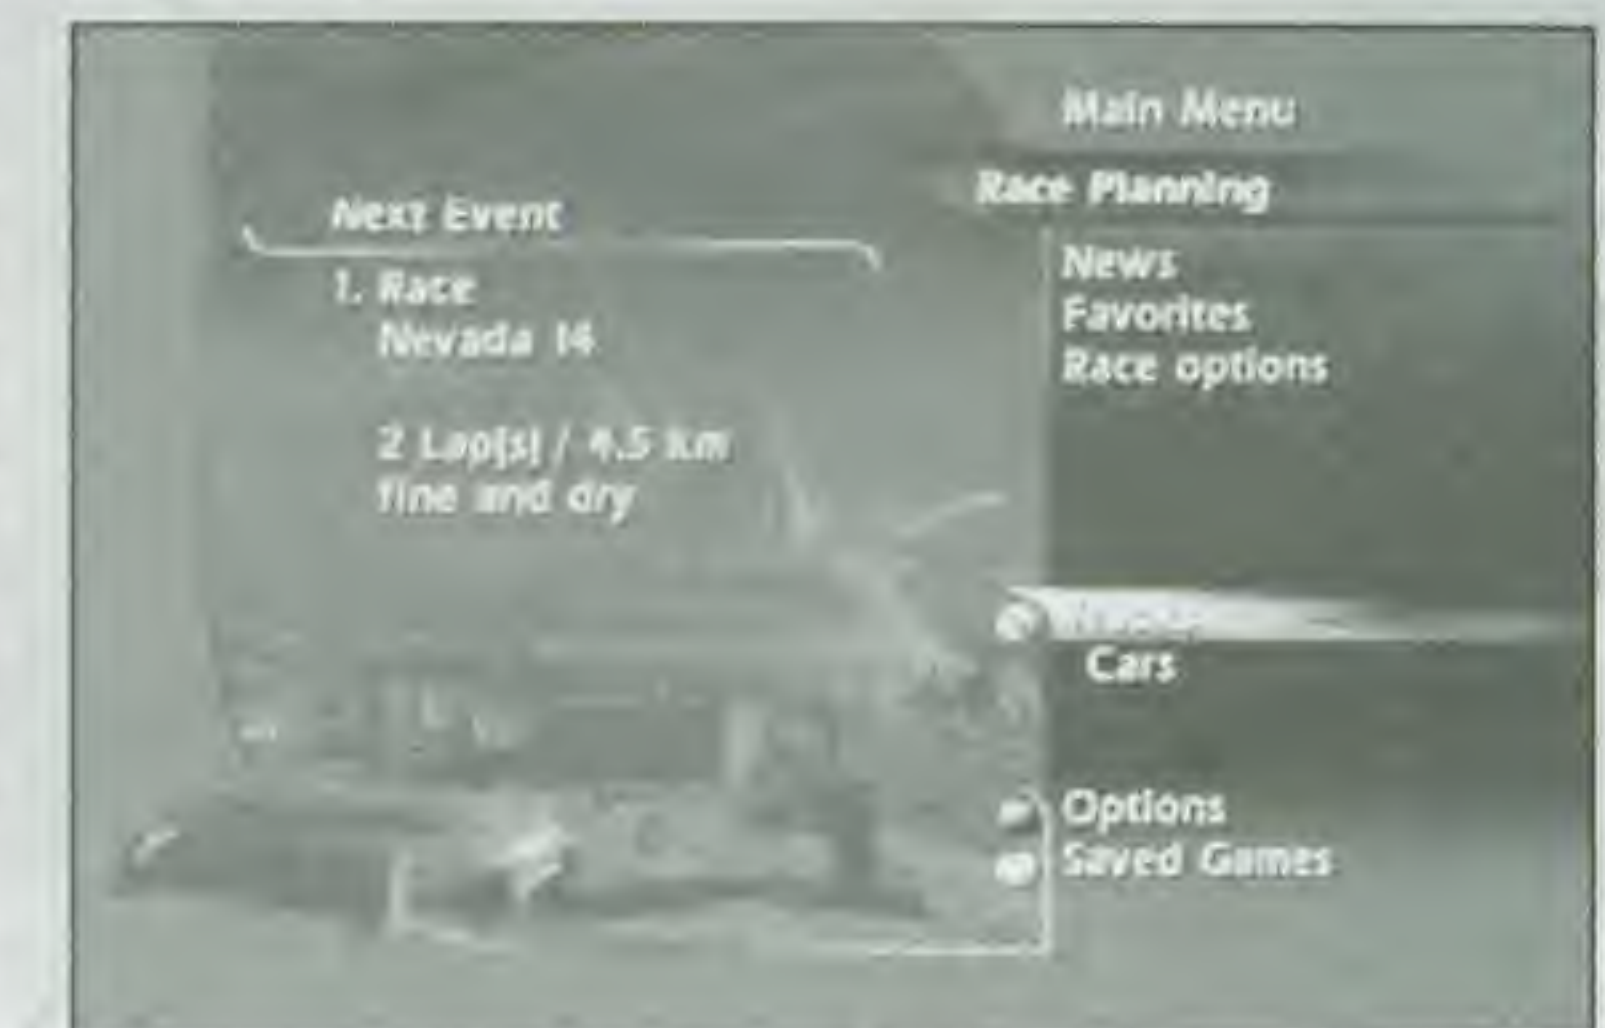 Main Menu
Race Planning
Next Event
1. Race
Nevada 14
2 Lap(s) / 4.5 km
fine and dry
News
Favorites
Race options
Cars
Options
Saved Games